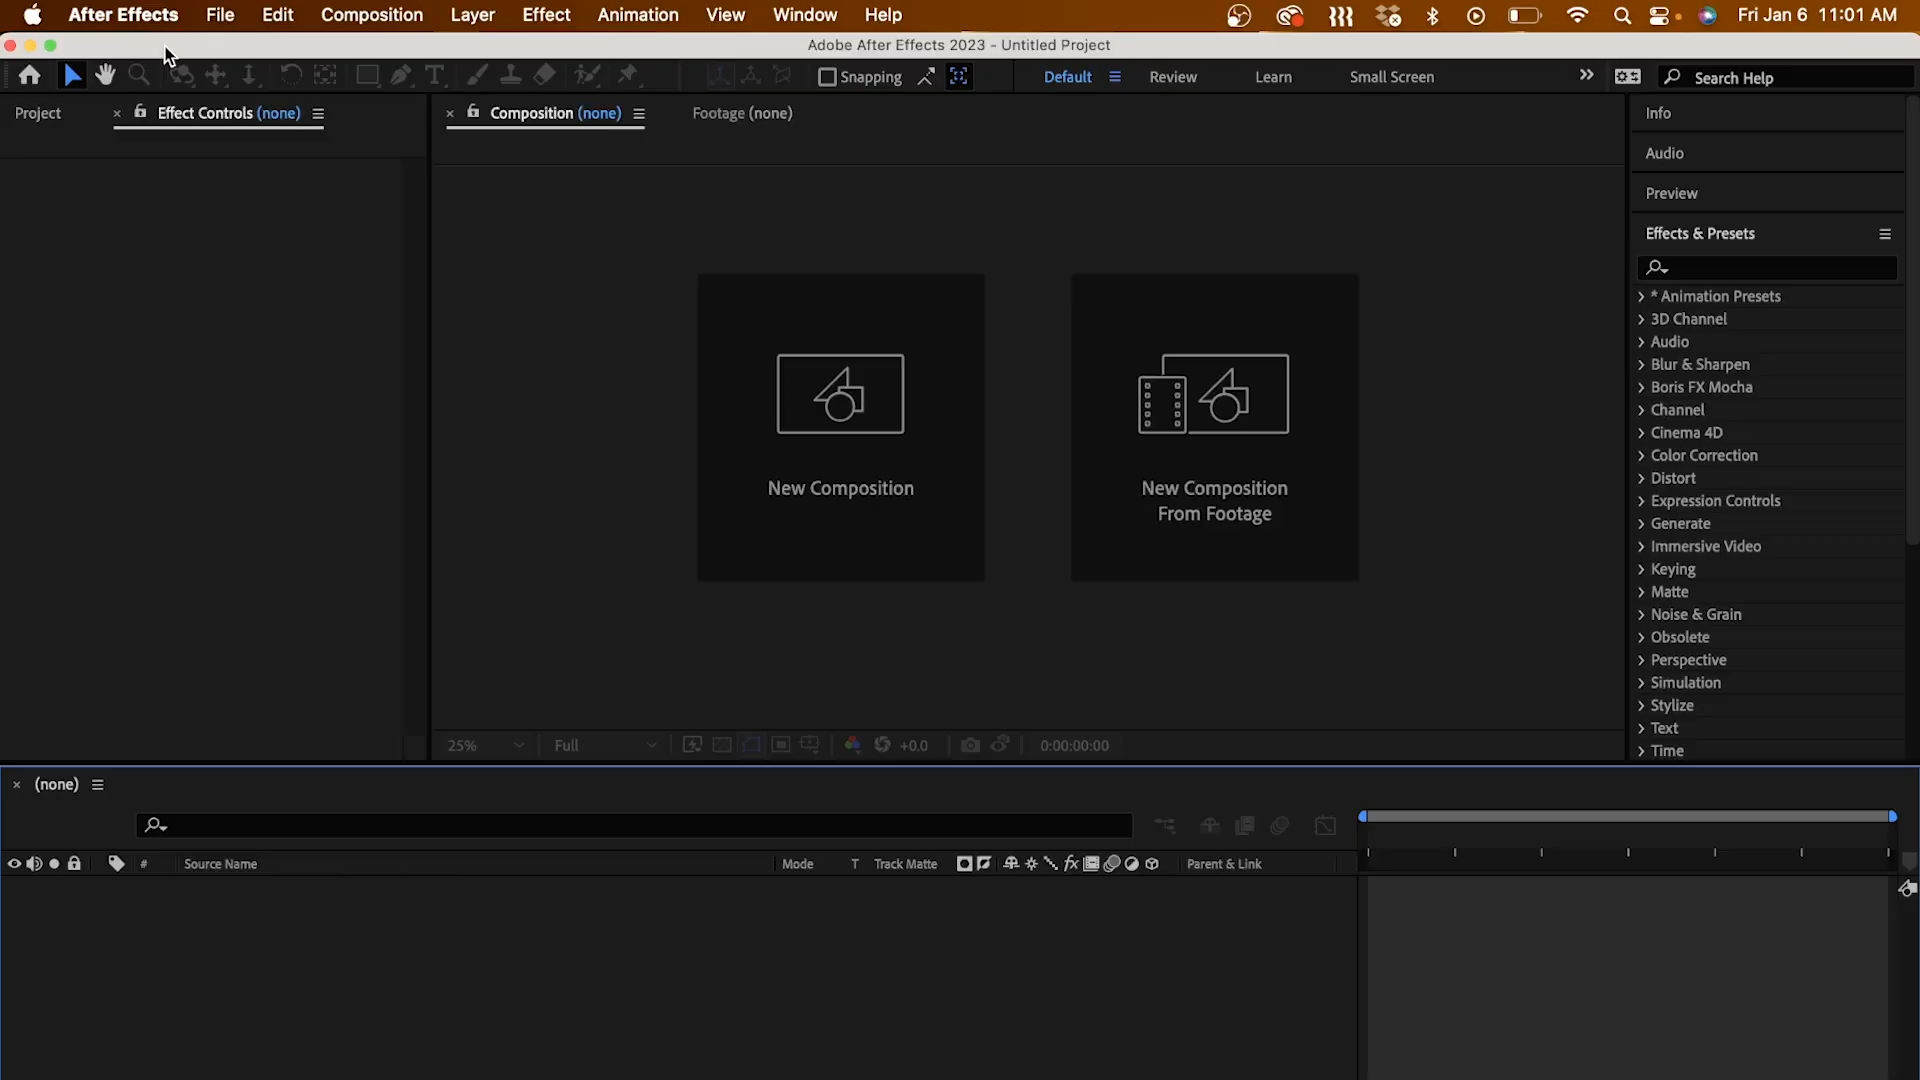 After Effects File Edit Composition Layer Effect Animation View Window Help Fri Jan 6 11:01 AM
Adobe After Effects 2023 - Untitled Project
Snapping Default Review Learn Small Screen Search Help
Project Effect Controls (none) Composition (none) Footage (none) Info
Audio
Preview
Effects & Presets
* Animation Presets
3D Channel
Audio
Blur & Sharpen
Boris FX Mocha
Channel
Cinema 4D
Color Correction
Distort
Expression Controls
Generate
Immersive Video
Keying
Matte
Noise & Grain
Obsolete
Perspective
Simulation
Stylize
Text
Time
New Composition
New Composition
From Footage
25% Full +0.0 0:00:00:00
(none)
# Source Name Mode T Track Matte fx Parent & Link